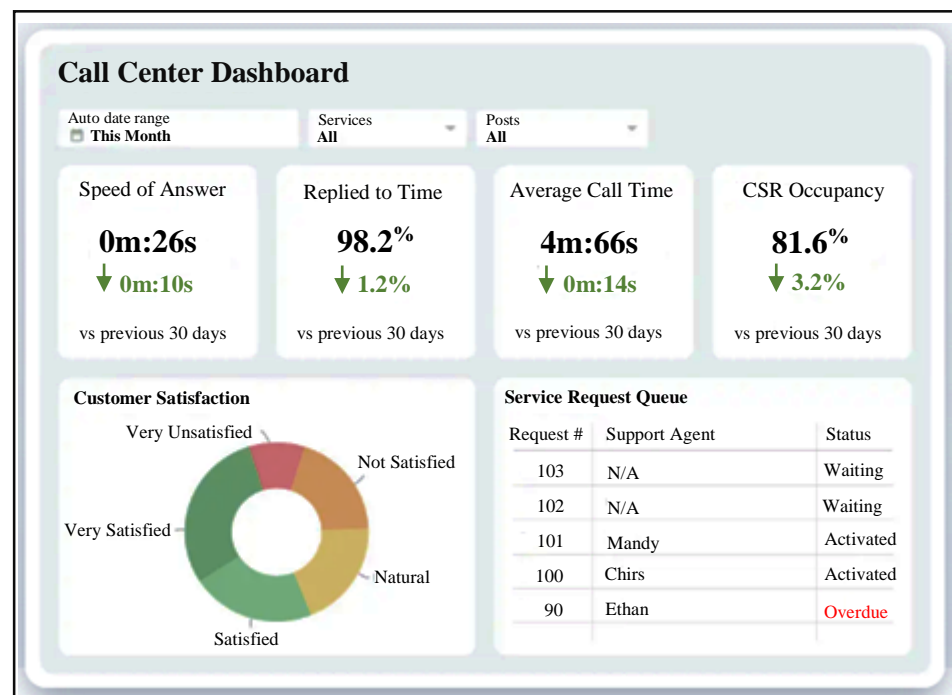 Call Center Dashboard
Auto date range
This Month
Services
All
Posts
All
Speed of Answer
0m:26s
0m:10s
vs previous 30 days
Replied to Time
98.2%
1.2%
vs previous 30 days
Average Call Time
4m:66s
0m:14s
vs previous 30 days
CSR Occupancy
81.6%
3.2%
vs previous 30 days
Customer Satisfaction
Very Unsatisfied
Not Satisfied
Very Satisfied
Natural
Satisfied
Service Request Queue
Request # Support Agent Status
103 N/A Waiting
102 N/A Waiting
101 Mandy Activated
100 Chirs Activated
90 Ethan Overdue